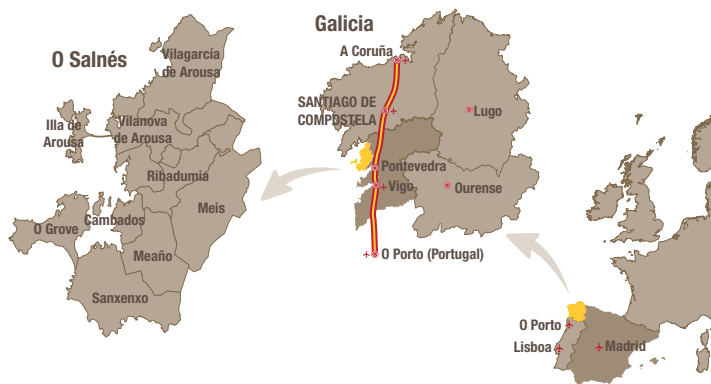 O Salnés
Vilagarcía
de Arousa
Illa de
Arousa
Vilanova
de Arousa
Ribadumia
Meis
Cambados
O Grove
Meaño
Sanxenxo
Galicia
A Coruña
SANTIAGO DE
COMPOSTELA
Lugo
Pontevedra
Vigo
Ourense
O Porto (Portugal)
O Porto
Lisboa
Madrid